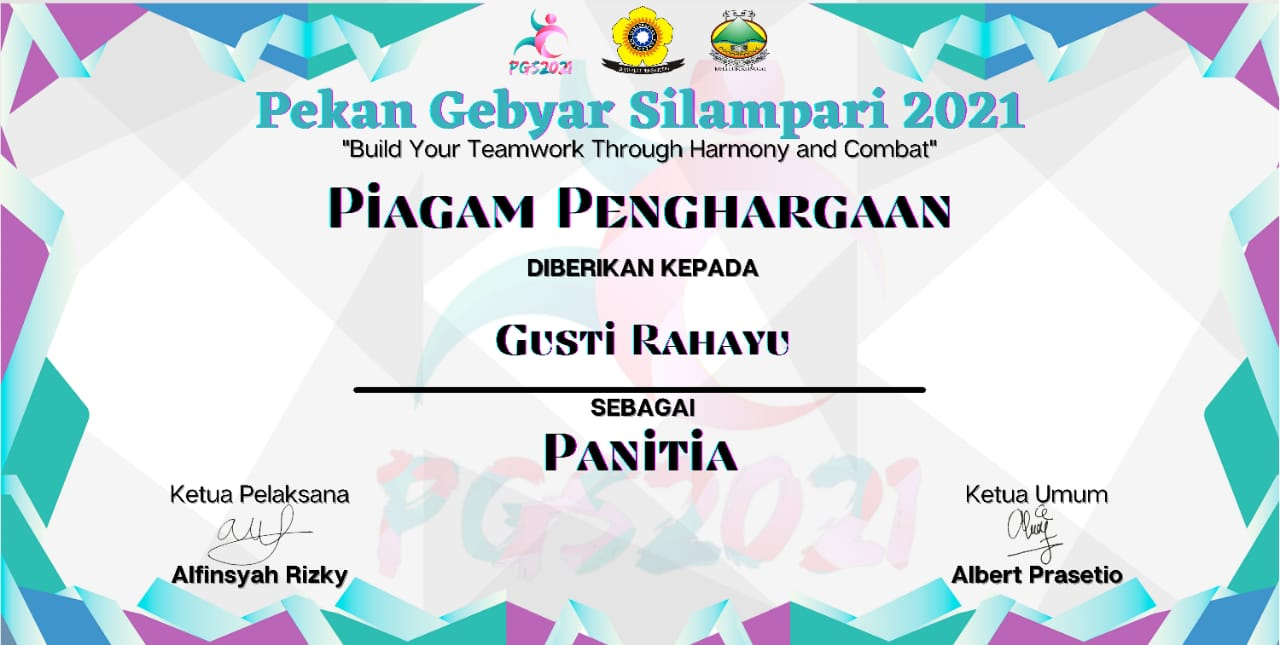 PGS2021
Pekan Gebyar Silampari 2021
"Build Your Teamwork Through Harmony and Combat"
Piagam Penghargaan
DIBERIKAN KEPADA
Gusti Rahayu
SEBAGAI
Panitia
PGS2021
Ketua Pelaksana
Ketua Umum
Alfinsyah Rizky
Albert Prasetio